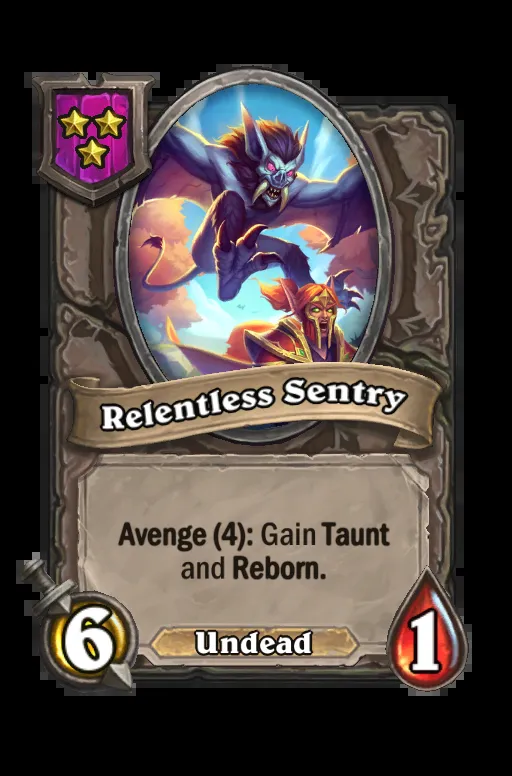 Relentless Sentry
Avenge (4): Gain Taunt
and Reborn.
6
Undead
1